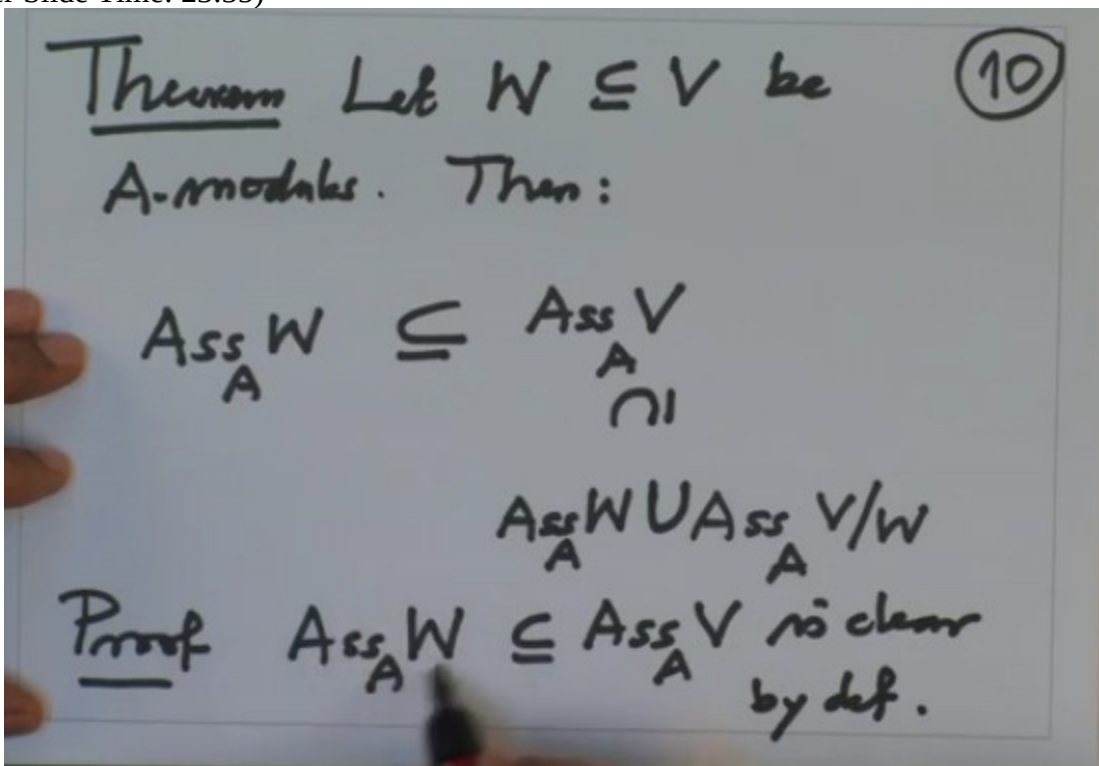 Theorem Let W ⊆ V be
10
A-modules. Then:
Ass_A W ⊆ Ass_A V
∩|
Ass_A W ∪ Ass_A V/W
Proof Ass_A W ⊆ Ass_A V is clear
by def.